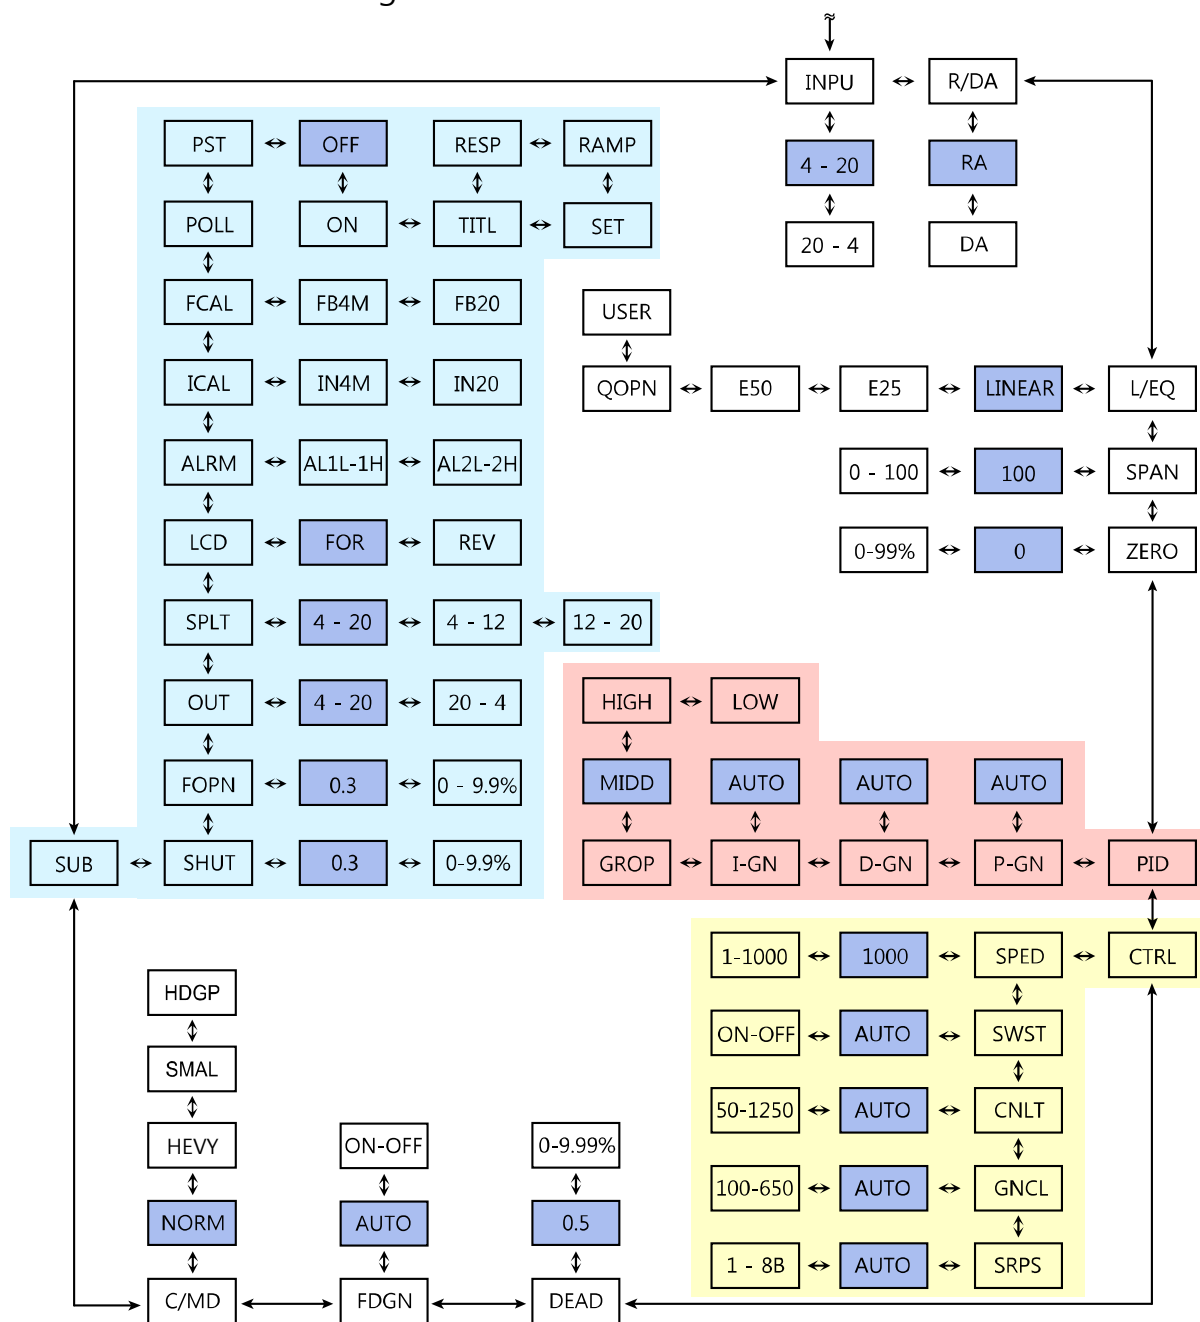 INPU R/DA
PST OFF RESP RAMP 4 - 20 RA
POLL ON TITL SET 20 - 4 DA
FCAL FB4M FB20 USER
ICAL IN4M IN20 QOPN E50 E25 LINEAR L/EQ
ALRM AL1L-1H AL2L-2H 0 - 100 100 SPAN
LCD FOR REV 0-99% 0 ZERO
SPLT 4 - 20 4 - 12 12 - 20
OUT 4 - 20 20 - 4 HIGH LOW
FOPN 0.3 0 - 9.9% MIDD AUTO AUTO AUTO
SUB SHUT 0.3 0-9.9% GROP I-GN D-GN P-GN PID
1-1000 1000 SPED CTRL
HDGP
ON-OFF AUTO SWST
SMAL
50-1250 AUTO CNLT
HEVY ON-OFF 0-9.99%
100-650 AUTO GNCL
NORM AUTO 0.5
1 - 8B AUTO SRPS
C/MD FDGN DEAD